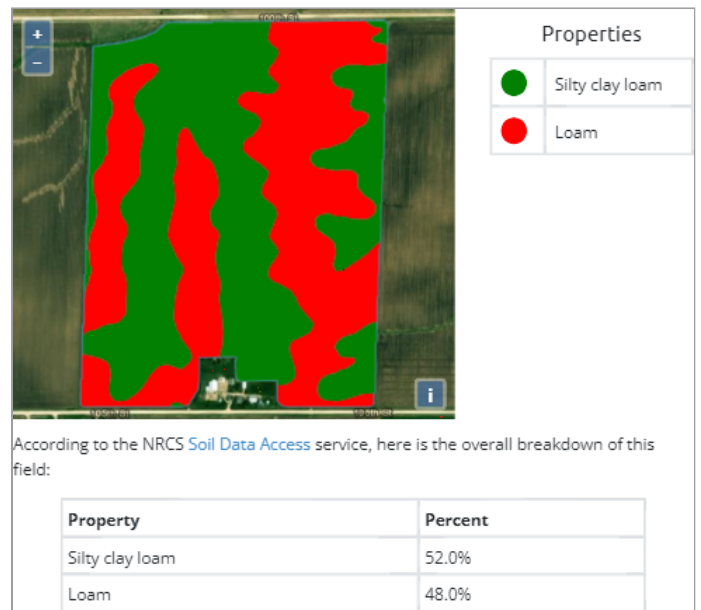 +
Properties
−
Silty clay loam
Loam
i
According to the NRCS Soil Data Access service, here is the overall breakdown of this
field:
Property Percent
Silty clay loam 52.0%
Loam 48.0%